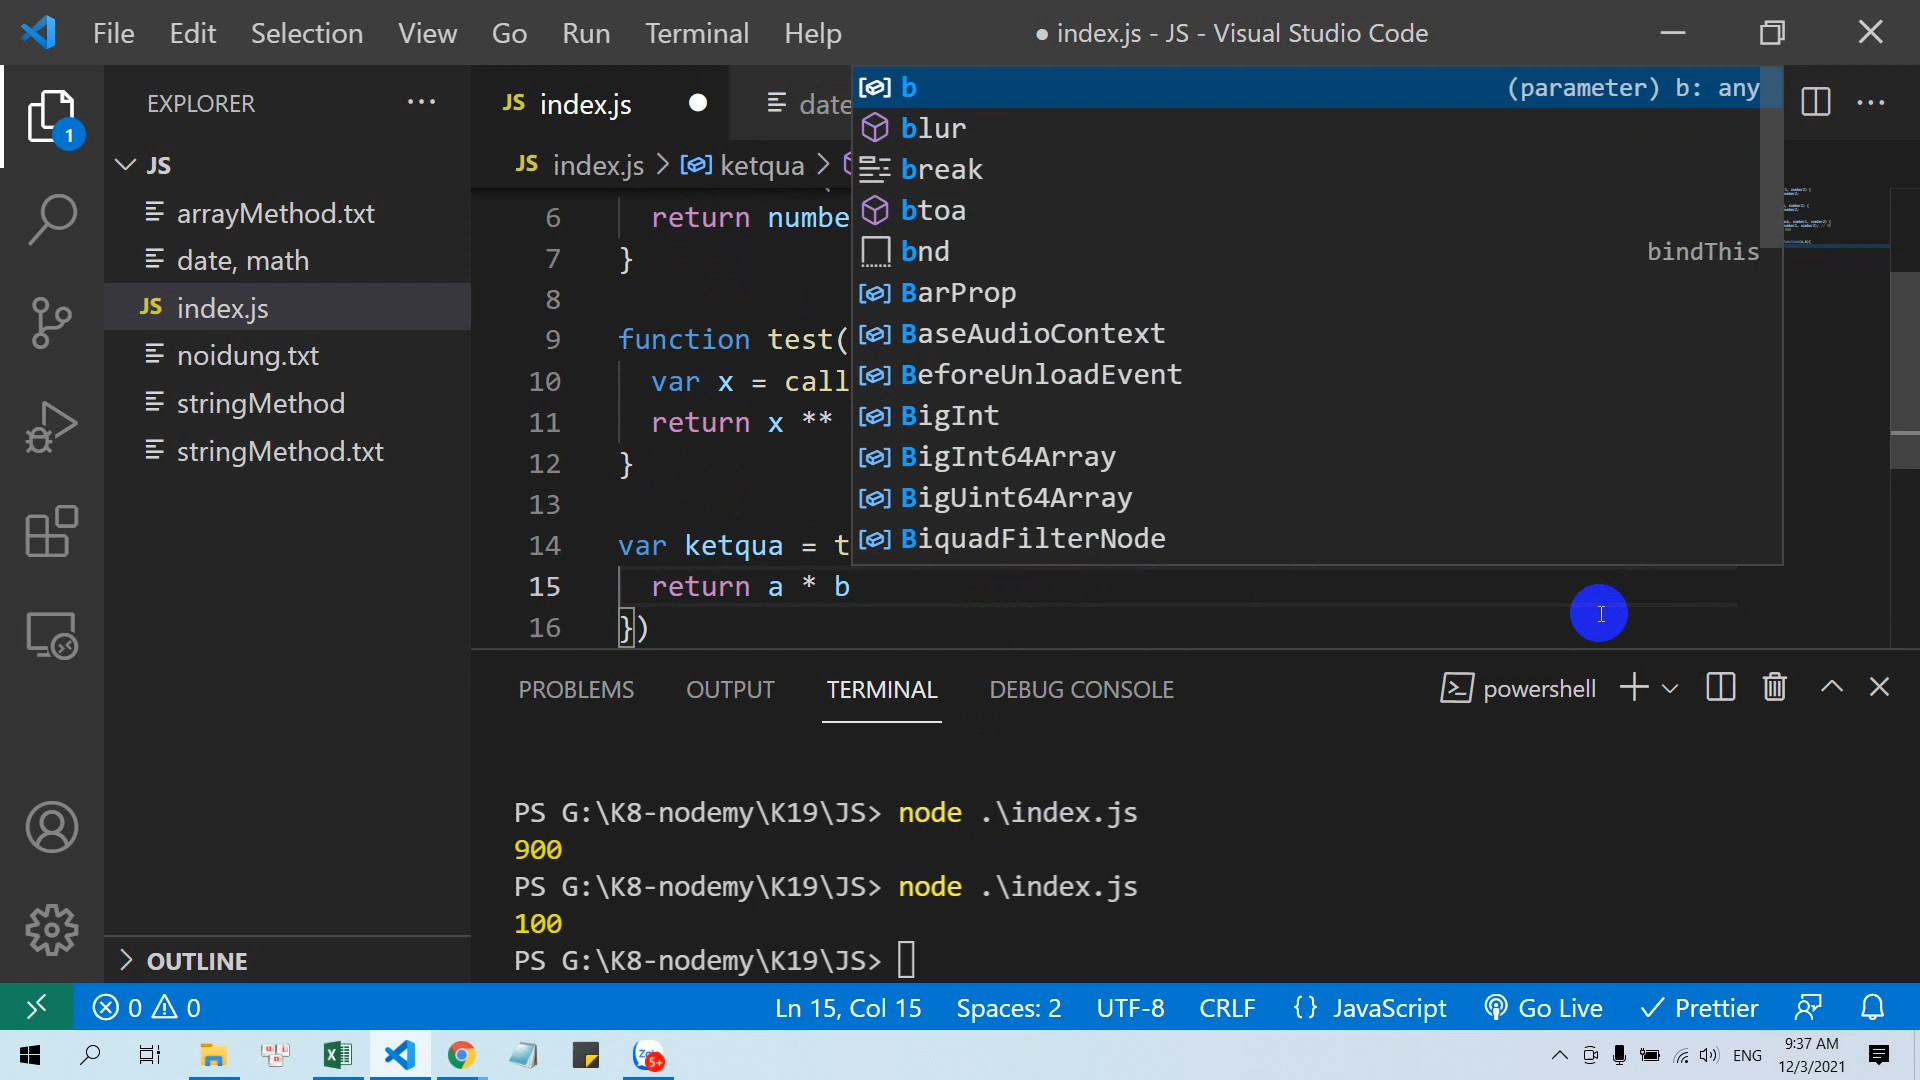 File Edit Selection View Go Run Terminal Help
● index.js - JS - Visual Studio Code
EXPLORER
JS
arrayMethod.txt
date, math
JS index.js
noidung.txt
stringMethod
stringMethod.txt
OUTLINE
1
JS index.js
date
JS index.js > ketqua >
6 return numbe
7 }
8
9 function test(
10 var x = call
11 return x **
12 }
13
14 var ketqua = t
15 return a * b
16 })
b (parameter) b: any
blur
break
btoa
bnd bindThis
BarProp
BaseAudioContext
BeforeUnloadEvent
BigInt
BigInt64Array
BigUint64Array
BiquadFilterNode
PROBLEMS OUTPUT TERMINAL DEBUG CONSOLE
powershell
PS G:\K8-nodemy\K19\JS> node .\index.js
900
PS G:\K8-nodemy\K19\JS> node .\index.js
100
PS G:\K8-nodemy\K19\JS>
0 0
Ln 15, Col 15 Spaces: 2 UTF-8 CRLF {} JavaScript Go Live Prettier
5+
ENG
9:37 AM
12/3/2021